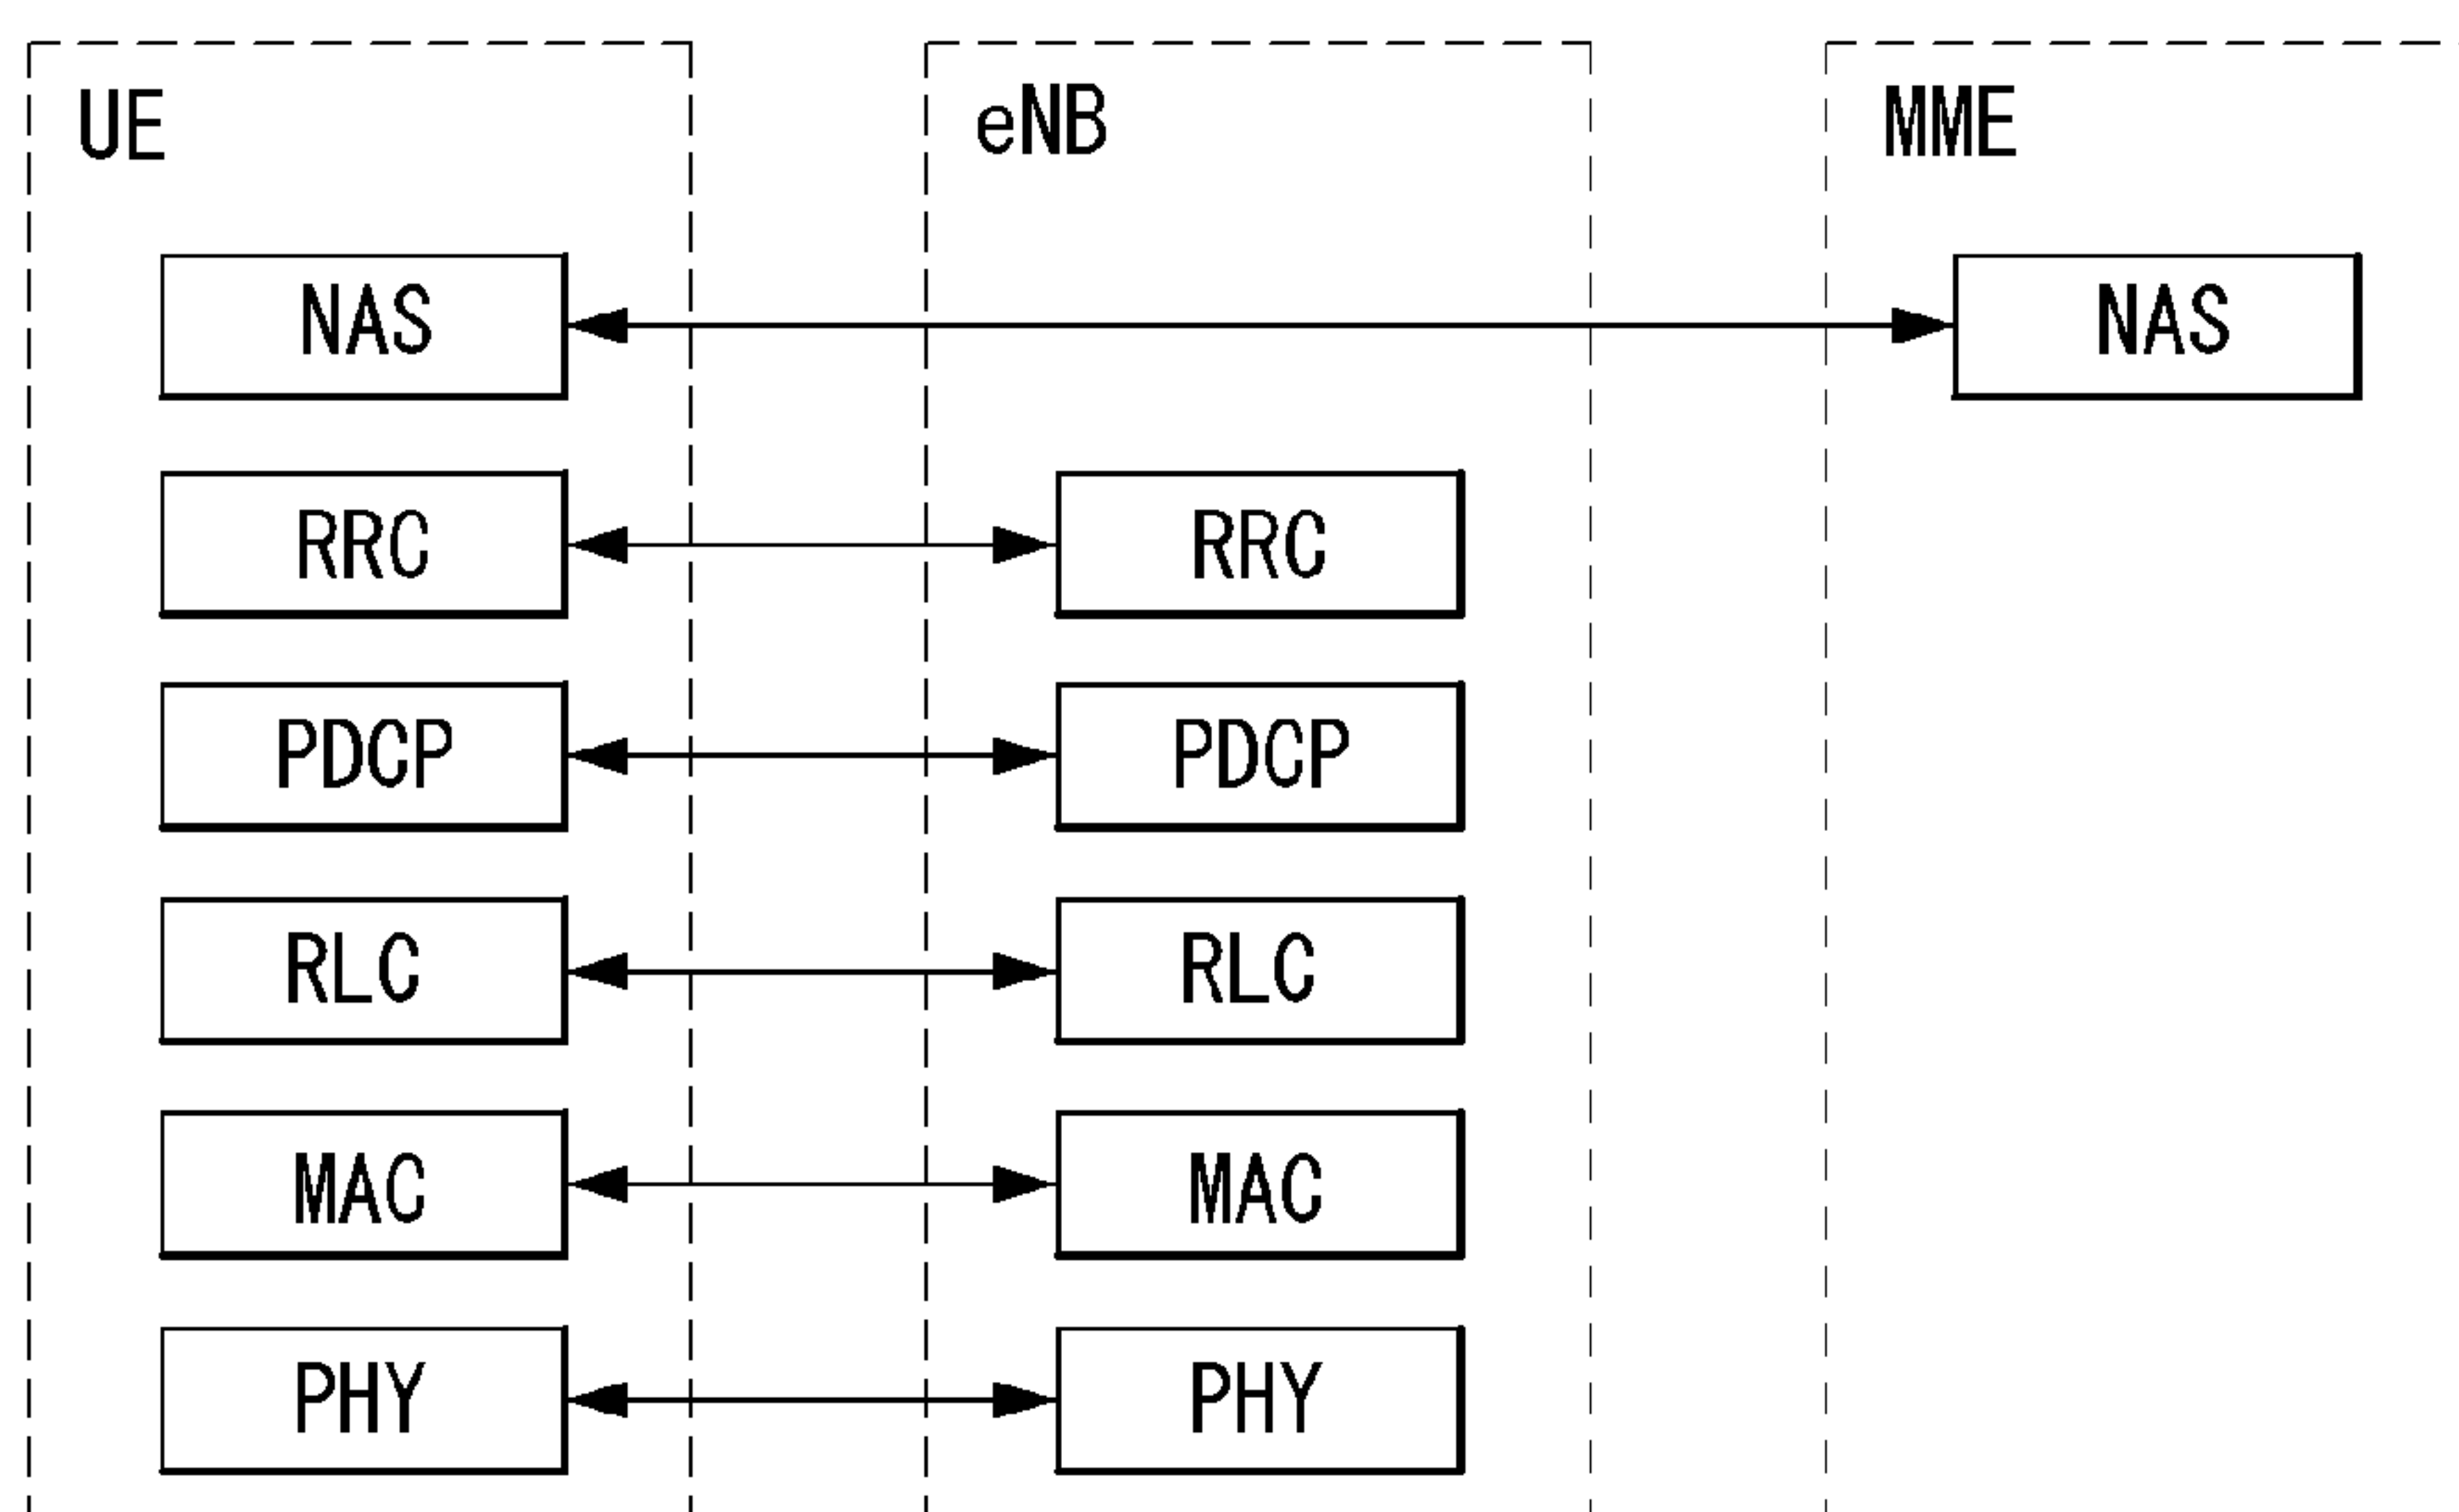 UE eNB MME
NAS NAS
RRC RRC
PDCP PDCP
RLC RLC
MAC MAC
PHY PHY